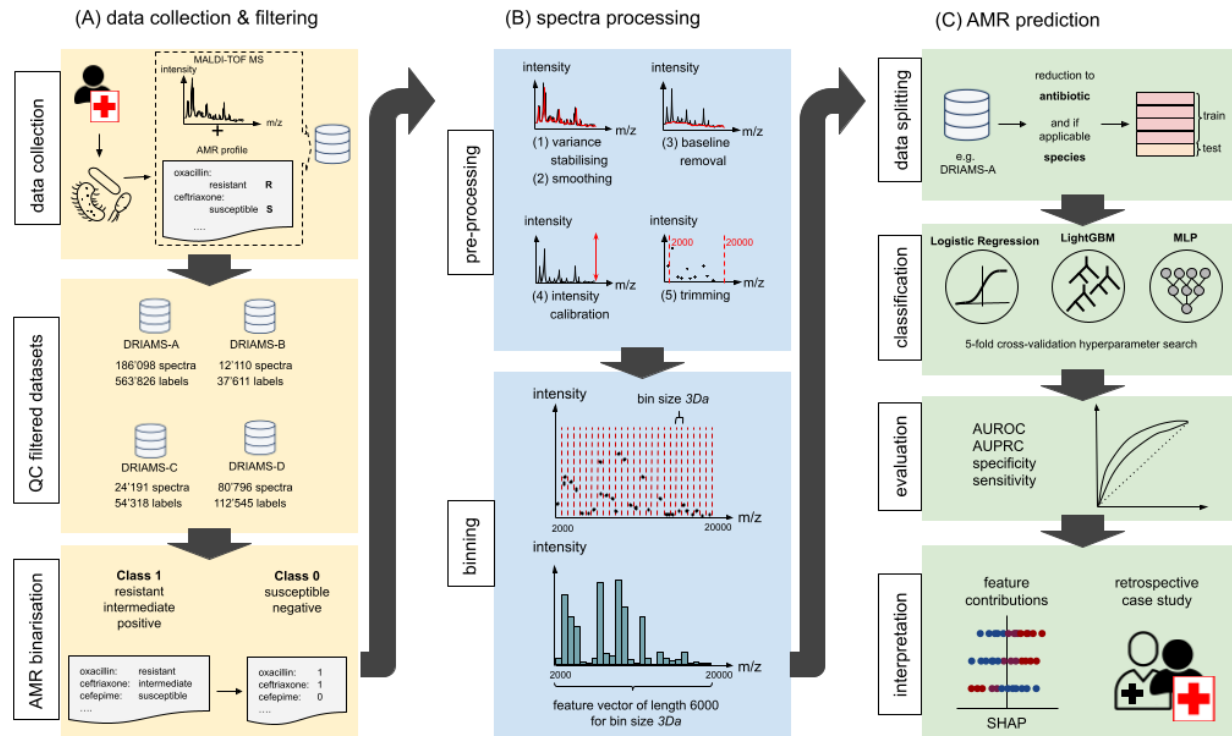 (A) data collection & filtering
data collection
MALDI-TOF MS
intensity
m/z
+
AMR profile
oxacillin:
resistant R
ceftriaxone:
susceptible S
....
QC filtered datasets
DRIAMS-A
186'098 spectra
563'826 labels
DRIAMS-B
12'110 spectra
37'611 labels
DRIAMS-C
24'191 spectra
54'318 labels
DRIAMS-D
80'796 spectra
112'545 labels
AMR binarisation
Class 1
resistant
intermediate
positive
Class 0
susceptible
negative
oxacillin: resistant
ceftriaxone: intermediate
cefepime: susceptible
....
oxacillin: 1
ceftriaxone: 1
cefepime: 0
....
(B) spectra processing
pre-processing
intensity
m/z
(1) variance
stabilising
(2) smoothing
intensity
m/z
(3) baseline
removal
intensity
m/z
(4) intensity
calibration
intensity
2000
20000
m/z
(5) trimming
binning
intensity
bin size 3Da
2000
20000
m/z
intensity
m/z
2000
20000
feature vector of length 6000
for bin size 3Da
(C) AMR prediction
data splitting
e.g.
DRIAMS-A
reduction to
antibiotic
and if
applicable
species
train
test
classification
Logistic Regression
LightGBM
MLP
5-fold cross-validation hyperparameter search
evaluation
AUROC
AUPRC
specificity
sensitivity
interpretation
feature
contributions
SHAP
retrospective
case study